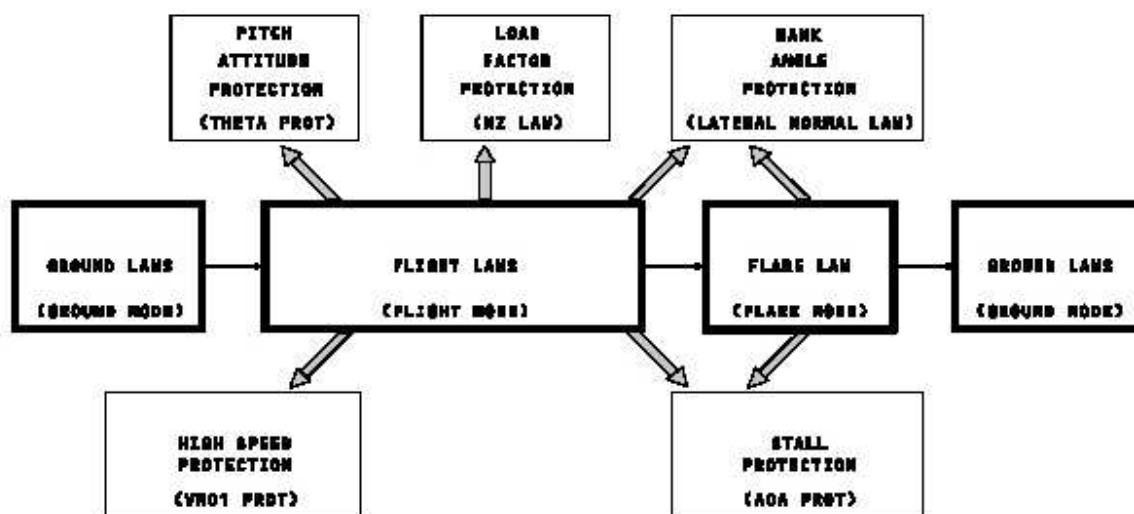 PITCH
ATTITUDE
PROTECTION
(THETA PROT)
LOAD
FACTOR
PROTECTION
(NZ LAW)
BANK
ANGLE
PROTECTION
(LATERAL NORMAL LAW)
GROUND LAWS
(GROUND MODE)
FLIGHT LAWS
(FLIGHT MODE)
FLARE LAW
(FLARE MODE)
GROUND LAWS
(GROUND MODE)
HIGH SPEED
PROTECTION
(VMO1 PROT)
STALL
PROTECTION
(AOA PROT)